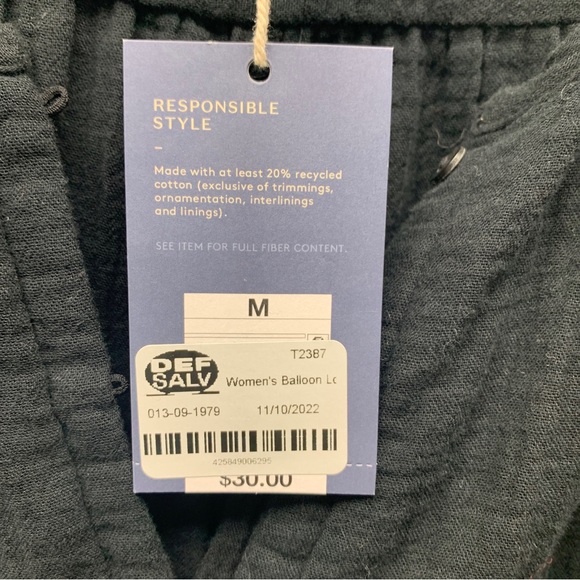 RESPONSIBLE
STYLE
–
Made with at least 20% recycled
cotton (exclusive of trimmings,
ornamentation, interlinings
and linings).
SEE ITEM FOR FULL FIBER CONTENT.
M
T2387
DEF
SALV
Women's Balloon Lo
013-09-1979 11/10/2022
425849006295
$30.00